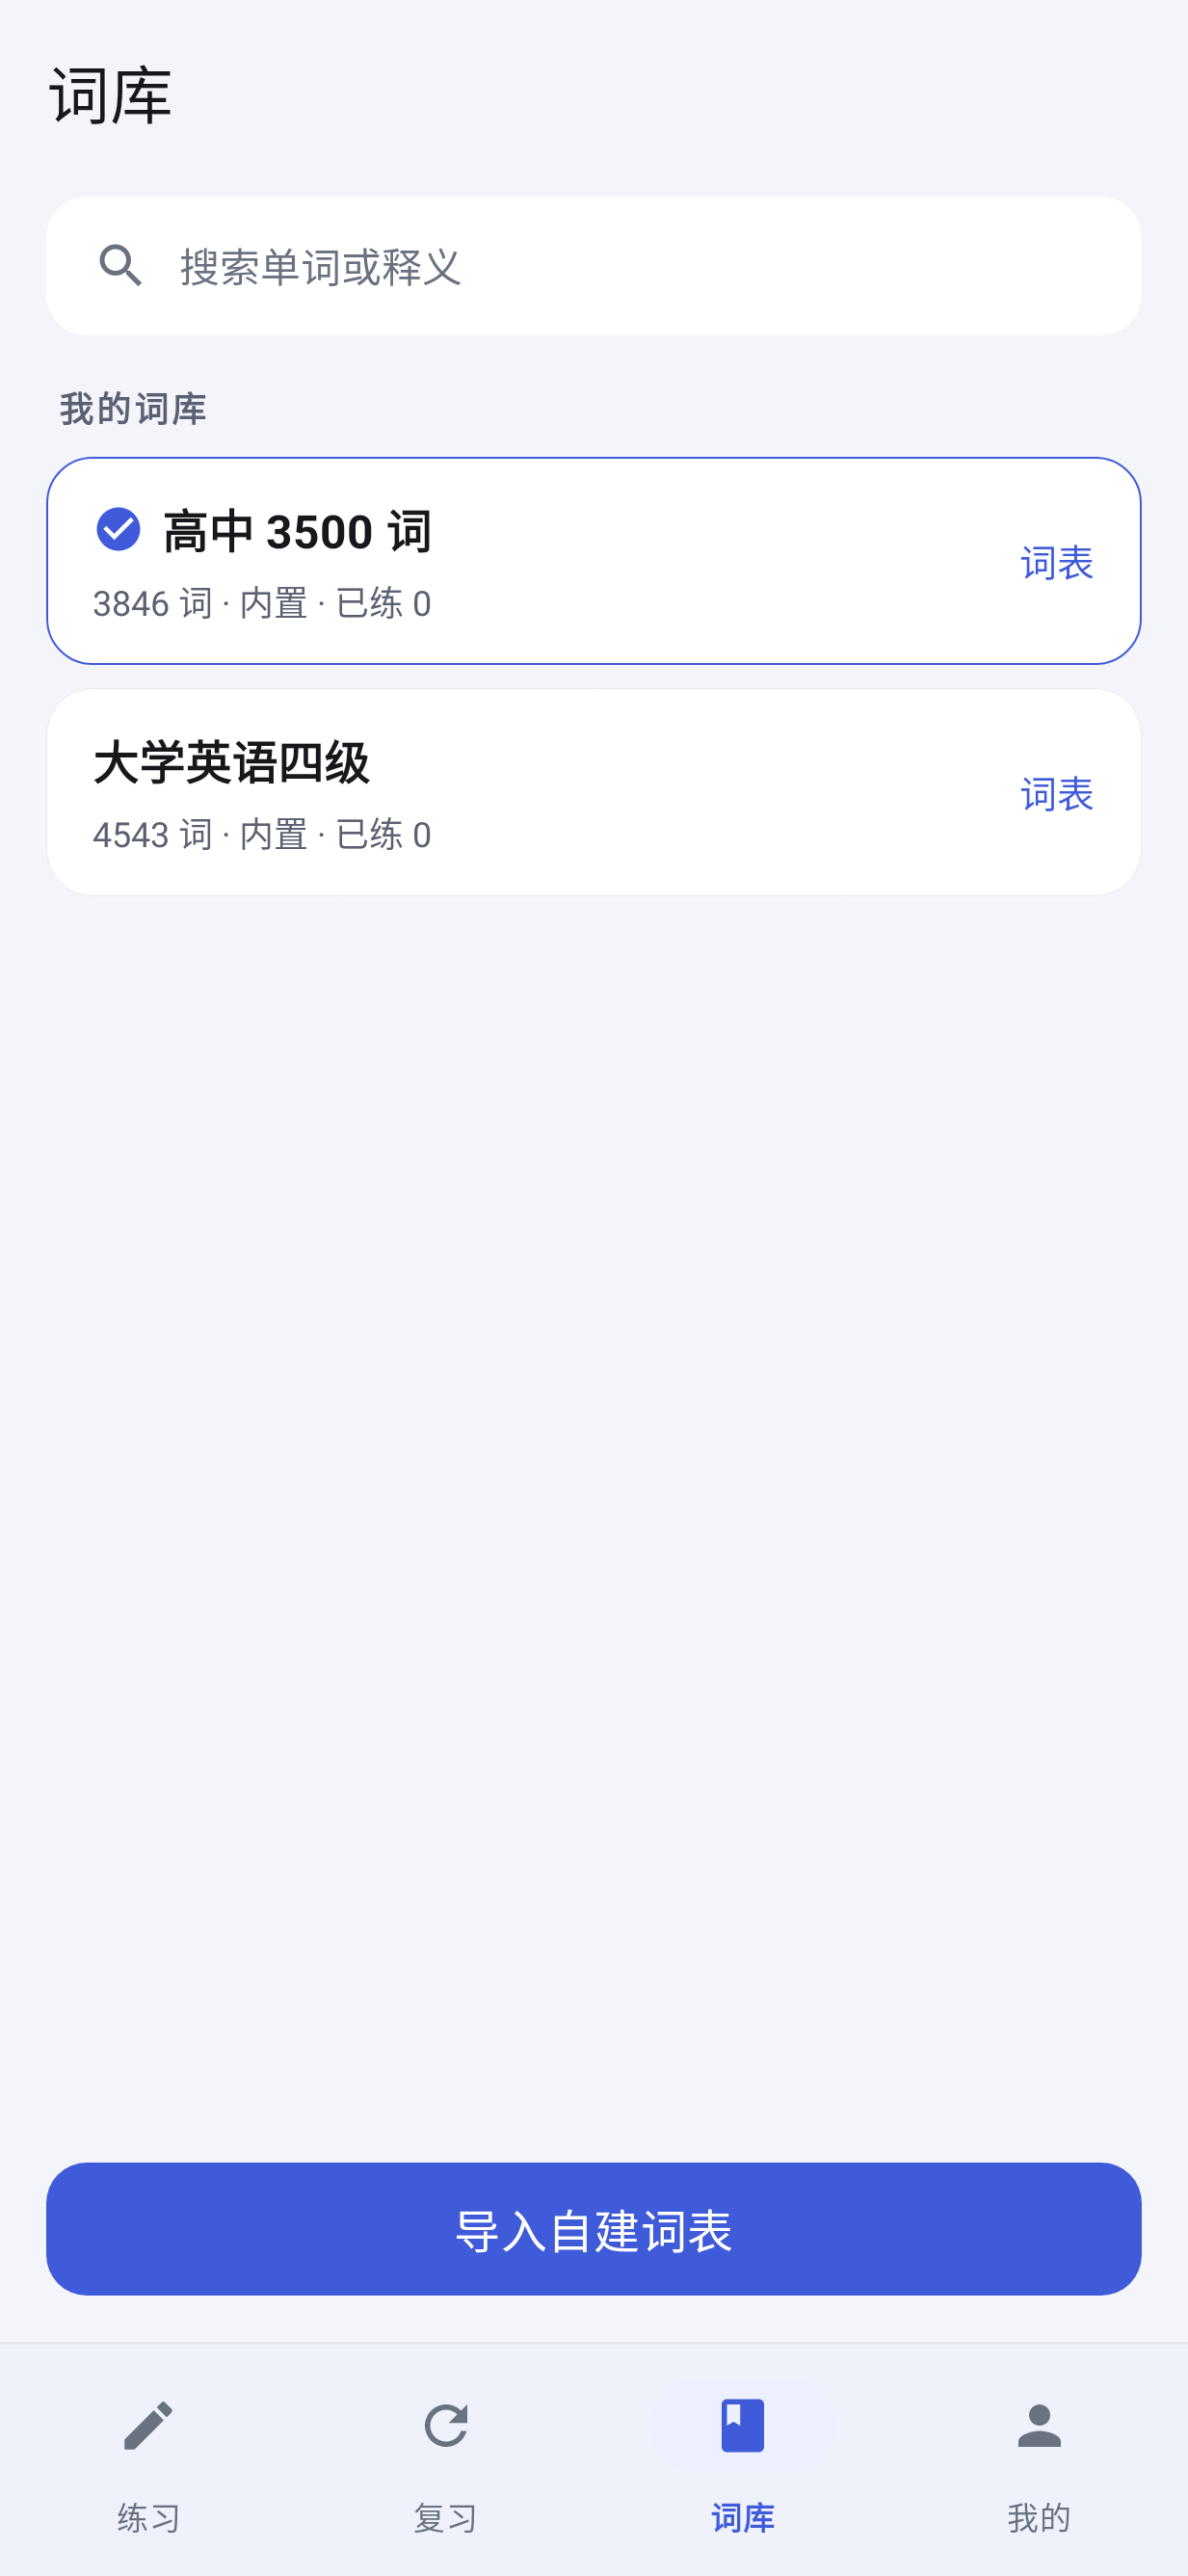 词库
搜索单词或释义
我的词库
高中 3500 词
3846 词 · 内置 · 已练 0
词表
大学英语四级
4543 词 · 内置 · 已练 0
词表
导入自建词表
练习
复习
词库
我的